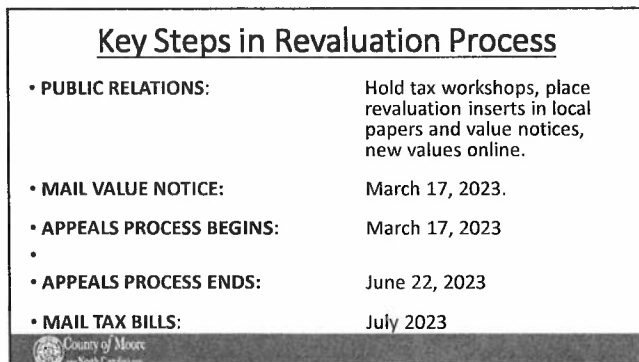 Key Steps in Revaluation Process
• PUBLIC RELATIONS: Hold tax workshops, place
revaluation inserts in local
papers and value notices,
new values online.
• MAIL VALUE NOTICE: March 17, 2023.
• APPEALS PROCESS BEGINS: March 17, 2023
•
• APPEALS PROCESS ENDS: June 22, 2023
• MAIL TAX BILLS: July 2023
County of Moore
North Carolina